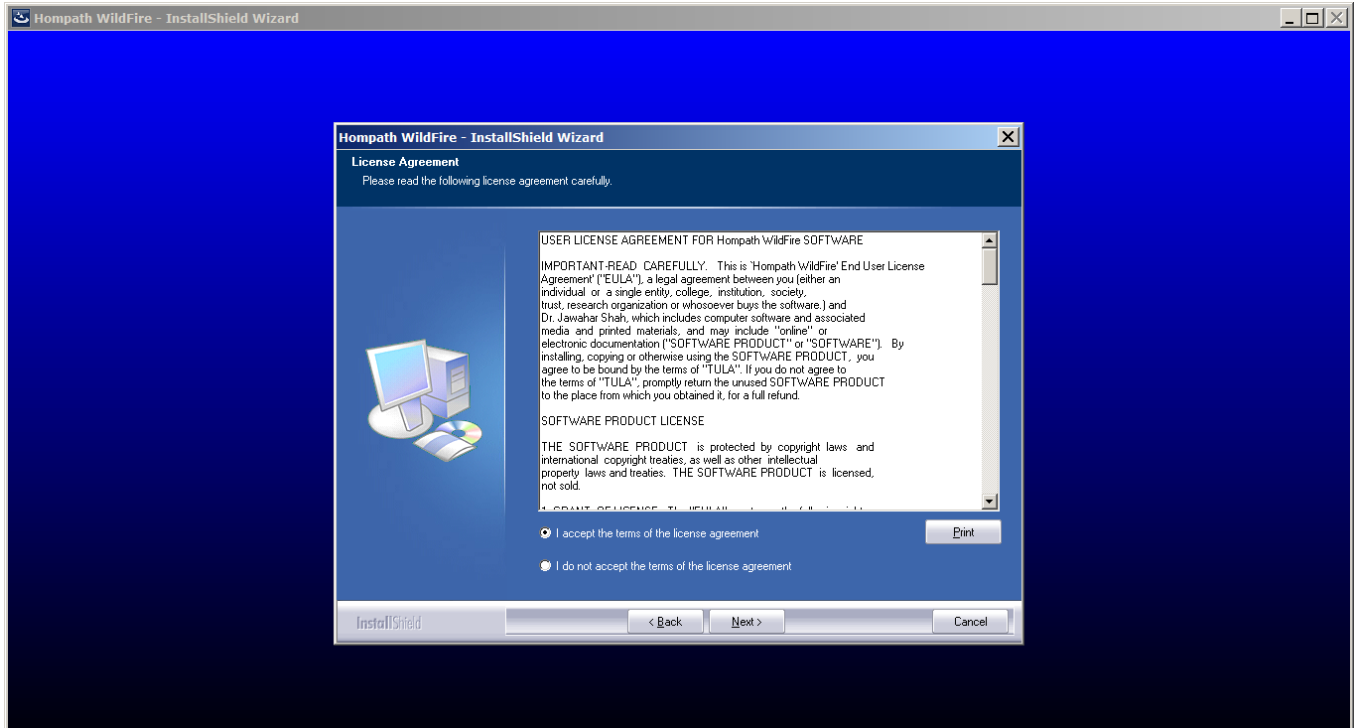 Hompath WildFire - InstallShield Wizard
Hompath WildFire - InstallShield Wizard
License Agreement
Please read the following license agreement carefully.
USER LICENSE AGREEMENT FOR Hompath WildFire SOFTWARE
IMPORTANT-READ CAREFULLY. This is `Hompath WildFire' End User License
Agreement' ("EULA"), a legal agreement between you (either an
individual or a single entity, college, institution, society,
trust, research organization or whosoever buys the software.) and
Dr. Jawahar Shah, which includes computer software and associated
media and printed materials, and may include "online" or
electronic documentation ("SOFTWARE PRODUCT" or "SOFTWARE"). By
installing, copying or otherwise using the SOFTWARE PRODUCT, you
agree to be bound by the terms of "TULA". If you do not agree to
the terms of "TULA", promptly return the unused SOFTWARE PRODUCT
to the place from which you obtained it, for a full refund.
SOFTWARE PRODUCT LICENSE
THE SOFTWARE PRODUCT is protected by copyright laws and
international copyright treaties, as well as other intellectual
property laws and treaties. THE SOFTWARE PRODUCT is licensed,
not sold.
I accept the terms of the license agreement
Print
I do not accept the terms of the license agreement
InstallShield
< Back
Next >
Cancel